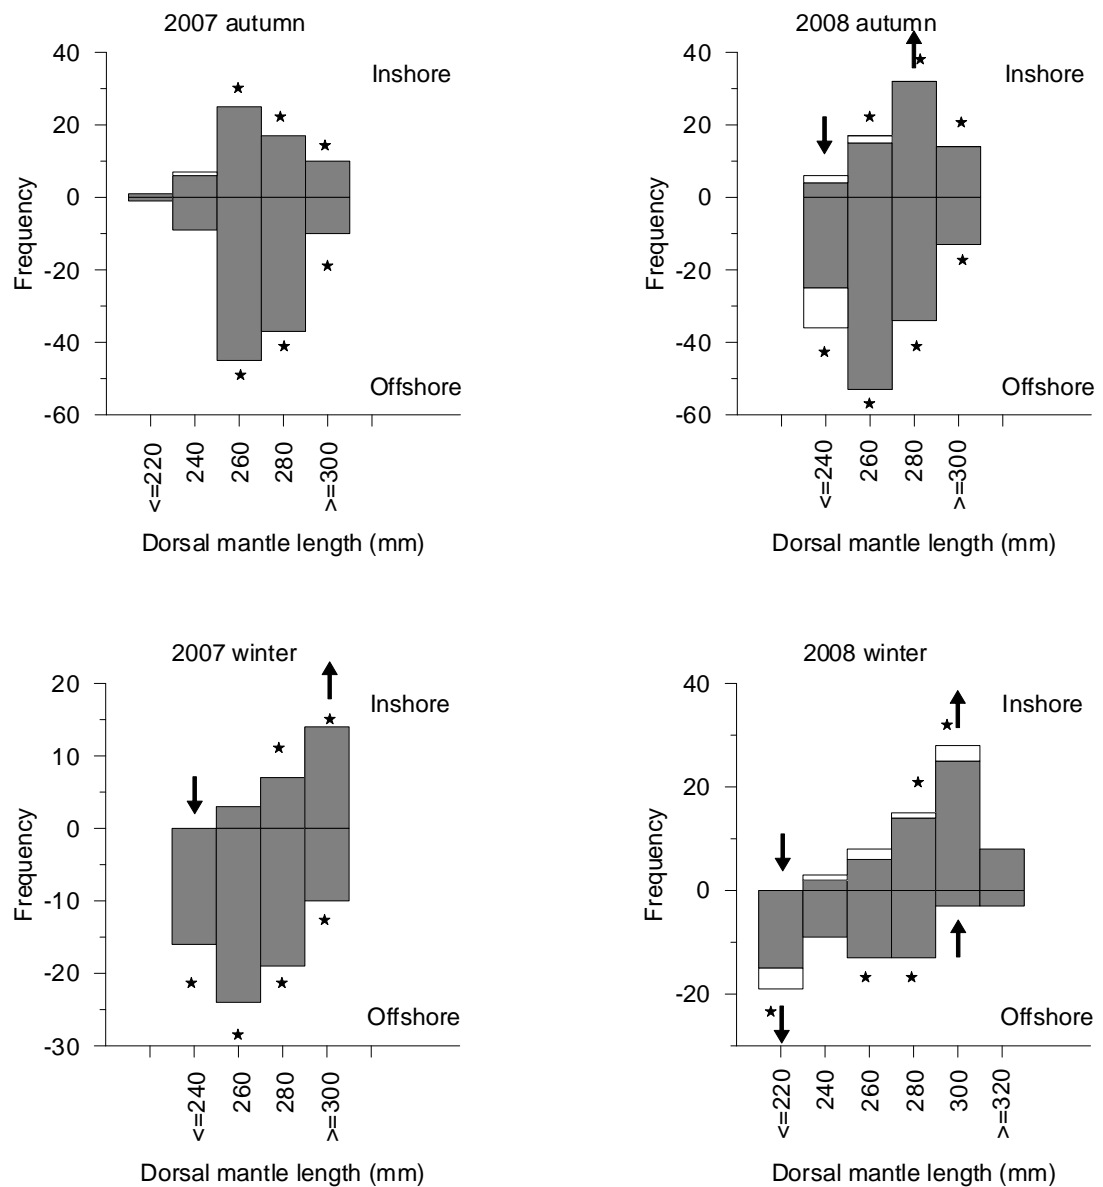 2007 autumn
40
20
0
-20
-40
-60
Frequency
Inshore
Offshore
<=220
240
260
280
>=300
Dorsal mantle length (mm)
2008 autumn
40
20
0
-20
-40
-60
Frequency
Inshore
Offshore
<=240
260
280
>=300
Dorsal mantle length (mm)
2007 winter
20
10
0
-10
-20
-30
Frequency
Inshore
Offshore
<=240
260
280
>=300
Dorsal mantle length (mm)
2008 winter
40
20
0
-20
Frequency
Inshore
Offshore
<=220
240
260
280
300
>=320
Dorsal mantle length (mm)